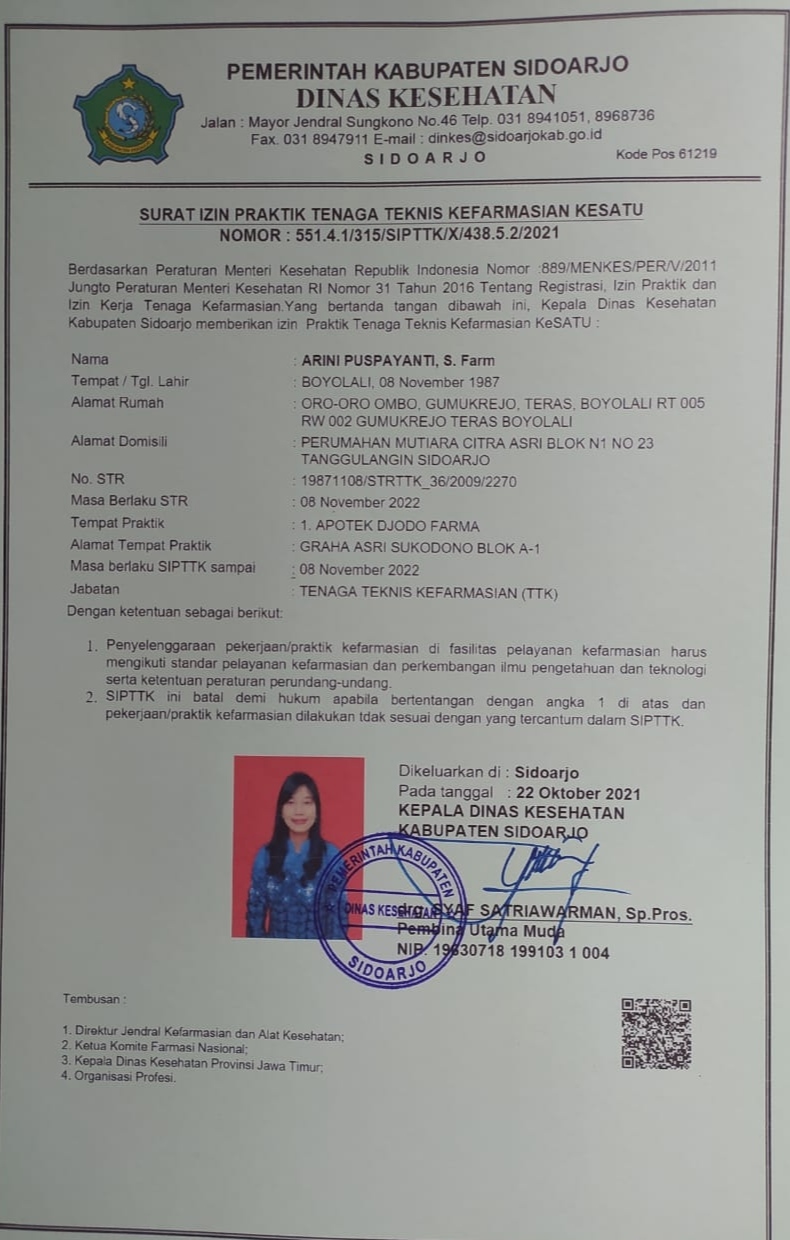 PEMERINTAH KABUPATEN SIDOARJO
DINAS KESEHATAN
Jalan : Mayor Jendral Sungkono No.46 Telp. 031 8941051, 8968736
Fax. 031 8947911 E-mail : dinkes@sidoarjokab.go.id
SIDOARJO
Kode Pos 61219
SURAT IZIN PRAKTIK TENAGA TEKNIS KEFARMASIAN KESATU
NOMOR : 551.4.1/315/SIPTTK/X/438.5.2/2021
Berdasarkan Peraturan Menteri Kesehatan Republik Indonesia Nomor :889/MENKES/PER/V/2011
Jungto Peraturan Menteri Kesehatan RI Nomor 31 Tahun 2016 Tentang Registrasi, Izin Praktik dan
Izin Kerja Tenaga Kefarmasian.Yang bertanda tangan dibawah ini, Kepala Dinas Kesehatan
Kabupaten Sidoarjo memberikan izin Praktik Tenaga Teknis Kefarmasian KeSATU :
Nama : ARINI PUSPAYANTI, S. Farm
Tempat / Tgl. Lahir : BOYOLALI, 08 November 1987
Alamat Rumah : ORO-ORO OMBO, GUMUKREJO, TERAS, BOYOLALI RT 005
RW 002 GUMUKREJO TERAS BOYOLALI
Alamat Domisili : PERUMAHAN MUTIARA CITRA ASRI BLOK N1 NO 23
TANGGULANGIN SIDOARJO
No. STR : 19871108/STRTTK_36/2009/2270
Masa Berlaku STR : 08 November 2022
Tempat Praktik : 1. APOTEK DJODO FARMA
Alamat Tempat Praktik : GRAHA ASRI SUKODONO BLOK A-1
Masa berlaku SIPTTK sampai : 08 November 2022
Jabatan : TENAGA TEKNIS KEFARMASIAN (TTK)
Dengan ketentuan sebagai berikut:
1. Penyelenggaraan pekerjaan/praktik kefarmasian di fasilitas pelayanan kefarmasian harus
mengikuti standar pelayanan kefarmasian dan perkembangan ilmu pengetahuan dan teknologi
serta ketentuan peraturan perundang-undang.
2. SIPTTK ini batal demi hukum apabila bertentangan dengan angka 1 di atas dan
pekerjaan/praktik kefarmasian dilakukan tdak sesuai dengan yang tercantum dalam SIPTTK.
Dikeluarkan di : Sidoarjo
Pada tanggal : 22 Oktober 2021
KEPALA DINAS KESEHATAN
KABUPATEN SIDOARJO
PEMERINTAH KABUPATEN
DINAS KESEHATAN
SIDOARJO
drg. SYAF SATRIAWARMAN, Sp.Pros.
Pembina Utama Muda
NIP. 19630718 199103 1 004
Tembusan :
1. Direktur Jendral Kefarmasian dan Alat Kesehatan;
2. Ketua Komite Farmasi Nasional;
3. Kepala Dinas Kesehatan Provinsi Jawa Timur;
4. Organisasi Profesi.